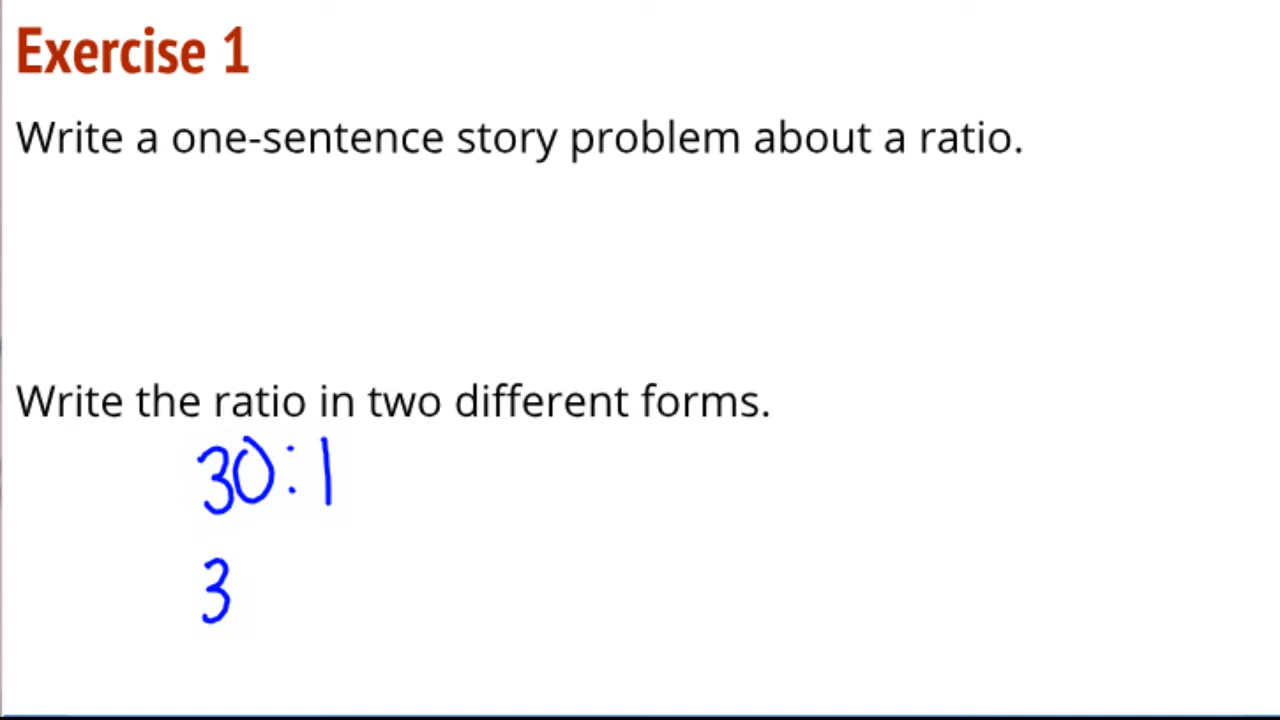 Exercise 1
Write a one-sentence story problem about a ratio.
Write the ratio in two different forms.
30:1
3